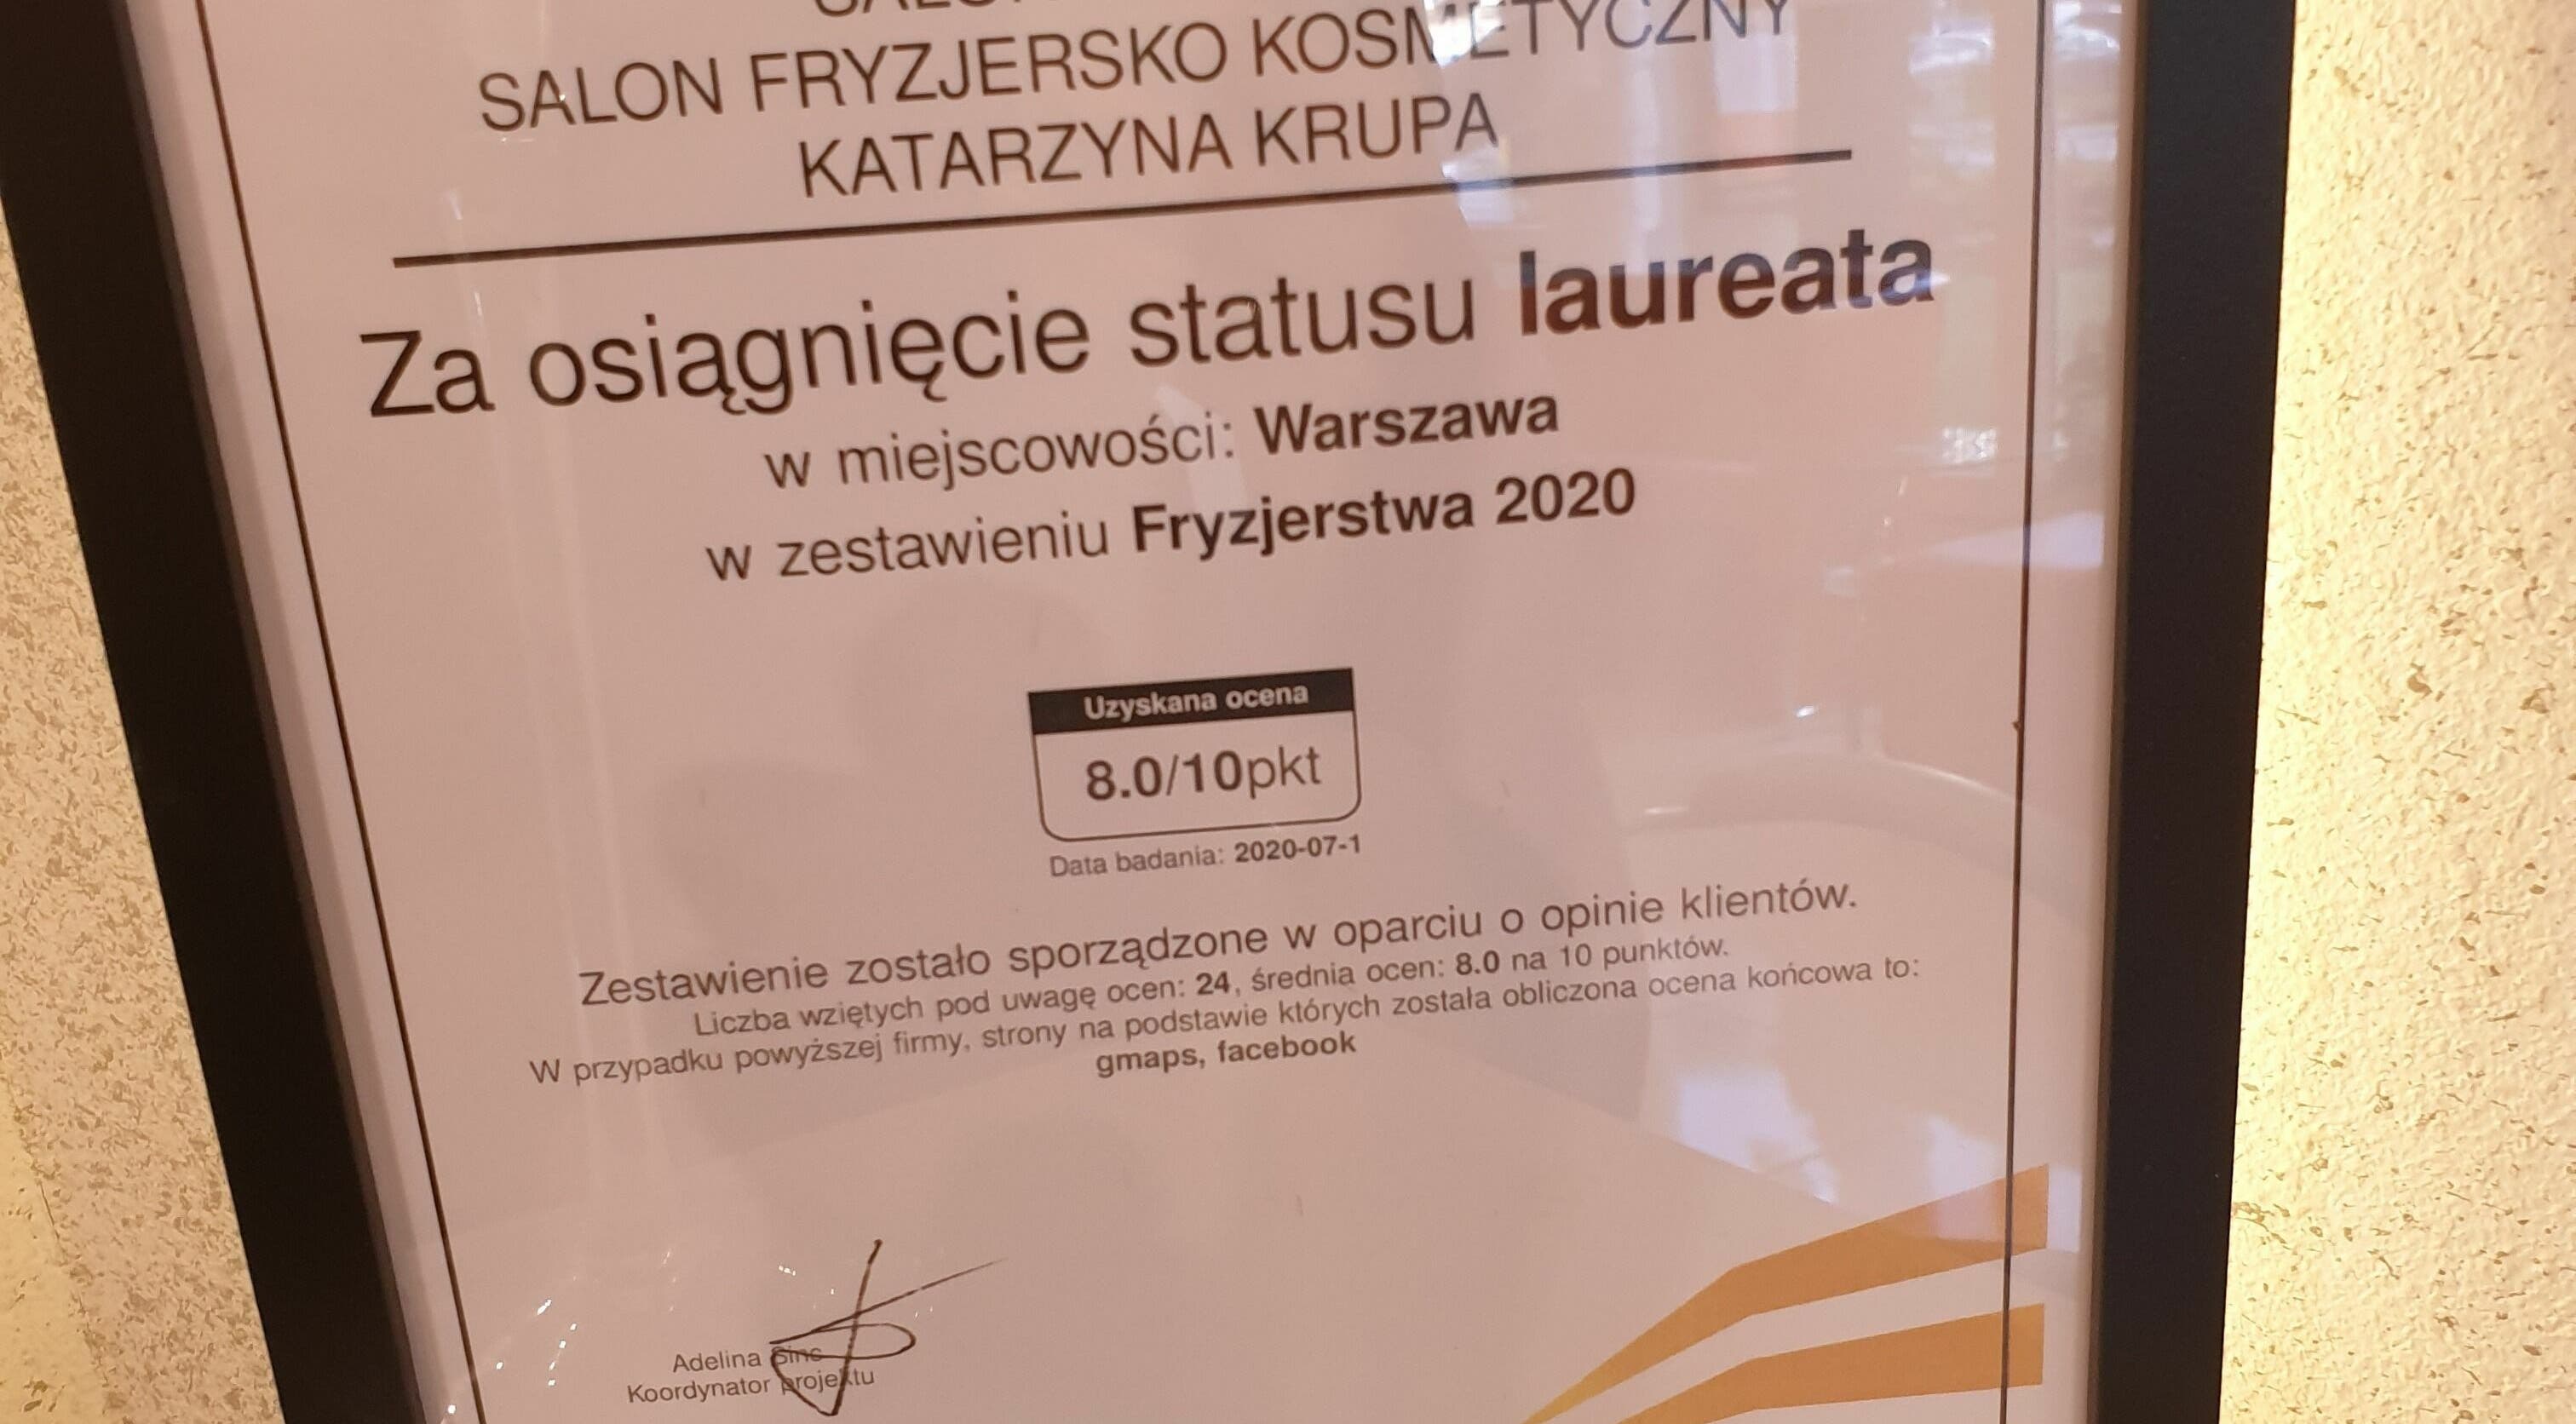 SALON FRYZJERSKO KOSMETYCZNY
KATARZYNA KRUPA
Za osiągnięcie statusu laureata
w miejscowości: Warszawa
w zestawieniu Fryzjerstwa 2020
Uzyskana ocena
8.0/10pkt
Data badania: 2020-07-1
Zestawienie zostało sporządzone w oparciu o opinie klientów.
Liczba wziętych pod uwagę ocen: 24, średnia ocen: 8.0 na 10 punktów.
W przypadku powyższej firmy, strony na podstawie których została obliczona ocena końcowa to:
gmaps, facebook
Adelina
Koordynator projektu